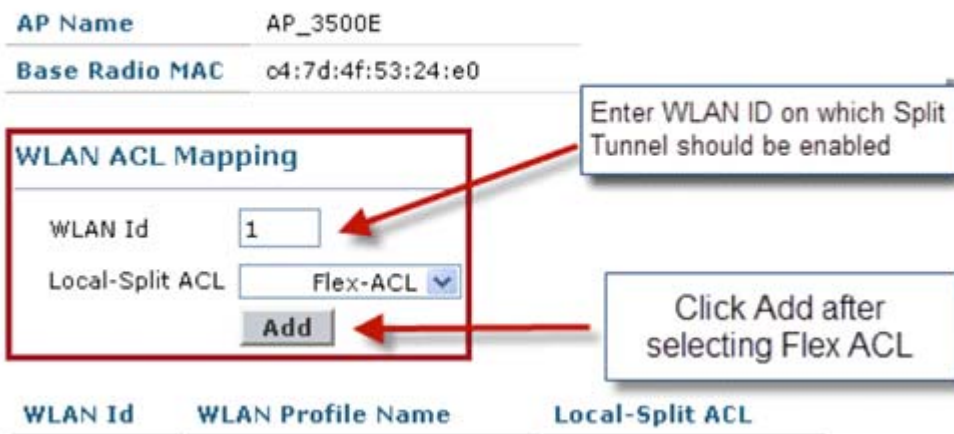 AP Name AP_3500E
Base Radio MAC c4:7d:4f:53:24:e0
Enter WLAN ID on which Split
Tunnel should be enabled
WLAN ACL Mapping
WLAN Id 1
Local-Split ACL Flex-ACL
Add
Click Add after
selecting Flex ACL
WLAN Id WLAN Profile Name Local-Split ACL